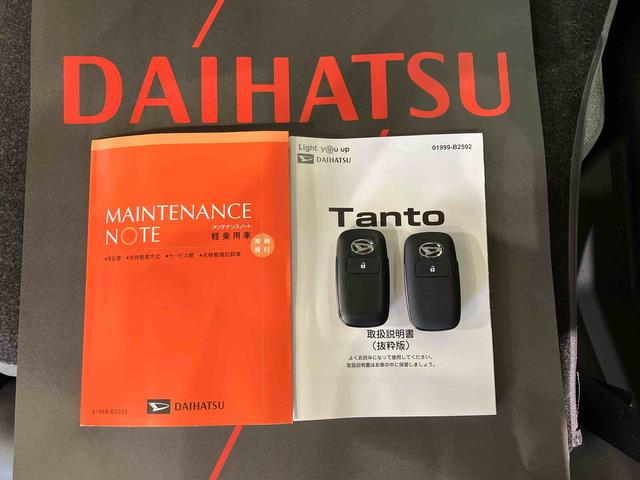 DAIHATSU
MAINTENANCE
NOTE
メンテナンスノート
軽乗用車
常時
携行
●保証書 ●点検整備方式 ●サービス網 ●点検整備記録簿
01999-B2032
DAIHATSU
Light you up
DAIHATSU
01999-B2592
Tanto
取扱説明書
(抜粋版)
よくお読みになって使用してください。
取扱説明書はお車の中に保管しましょう。